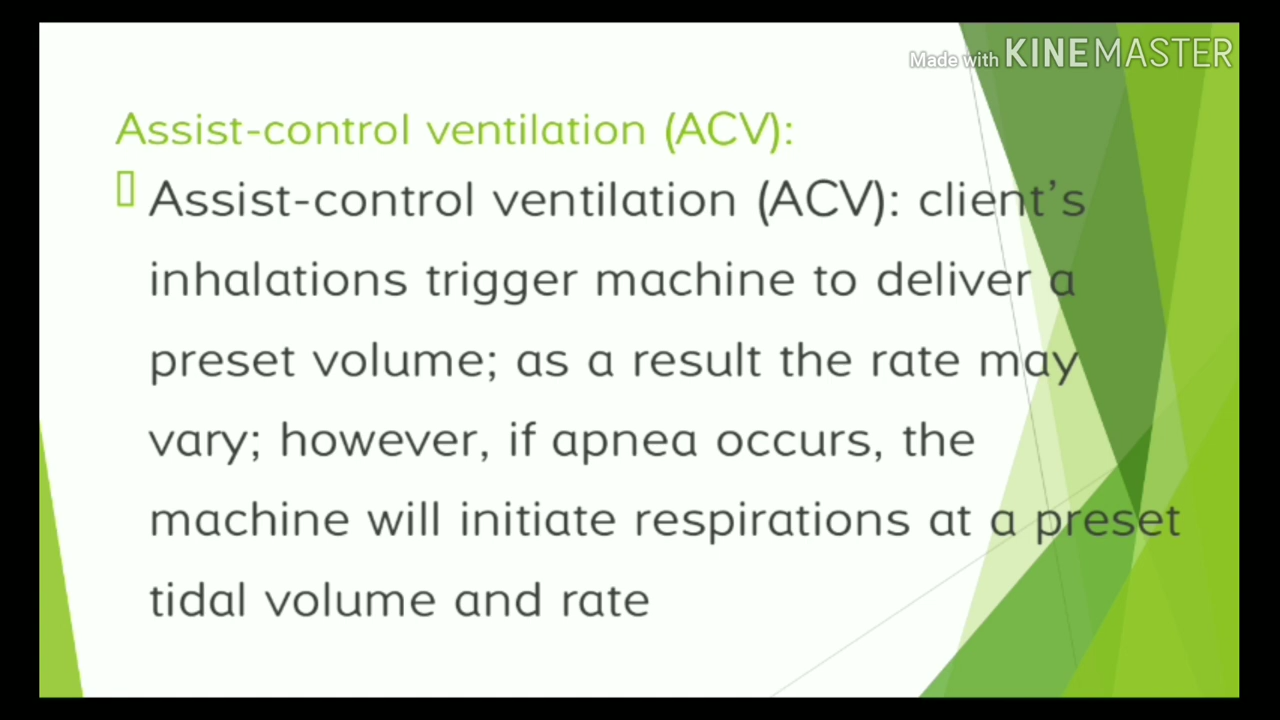 Made with KINEMASTER
Assist-control ventilation (ACV):
Assist-control ventilation (ACV): client's
inhalations trigger machine to deliver a
preset volume; as a result the rate may
vary; however, if apnea occurs, the
machine will initiate respirations at a preset
tidal volume and rate